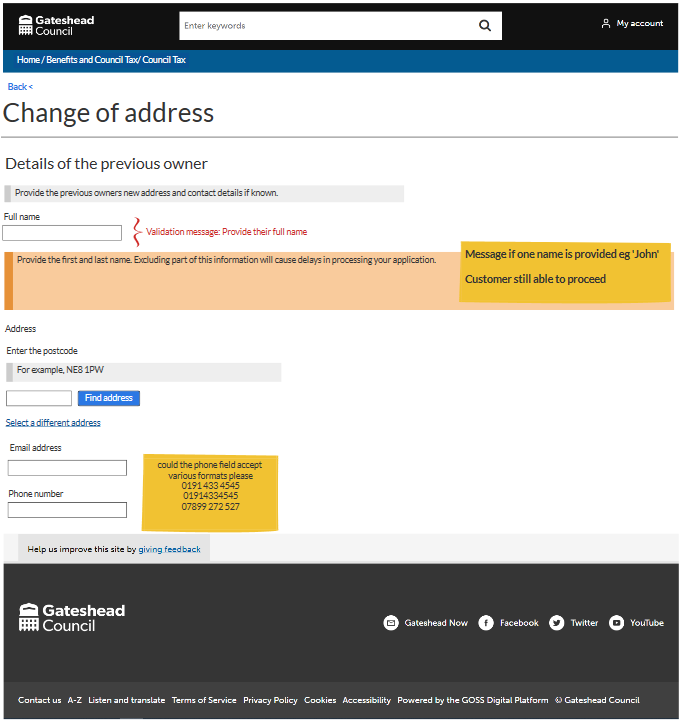 Gateshead
Council
Enter keywords
My account
Home / Benefits and Council Tax/ Council Tax
Back <
Change of address
Details of the previous owner
Provide the previous owners new address and contact details if known.
Full name
Validation message: Provide their full name
Provide the first and last name. Excluding part of this information will cause delays in processing your application.
Message if one name is provided eg 'John'
Customer still able to proceed
Address
Enter the postcode
For example, NE8 1PW
Find address
Select a different address
Email address
Phone number
could the phone field accept
various formats please
0191 433 4545
01914334545
07899 272 527
Help us improve this site by giving feedback
Gateshead
Council
Gateshead Now Facebook Twitter YouTube
Contact us A-Z Listen and translate Terms of Service Privacy Policy Cookies Accessibility Powered by the GOSS Digital Platform © Gateshead Council